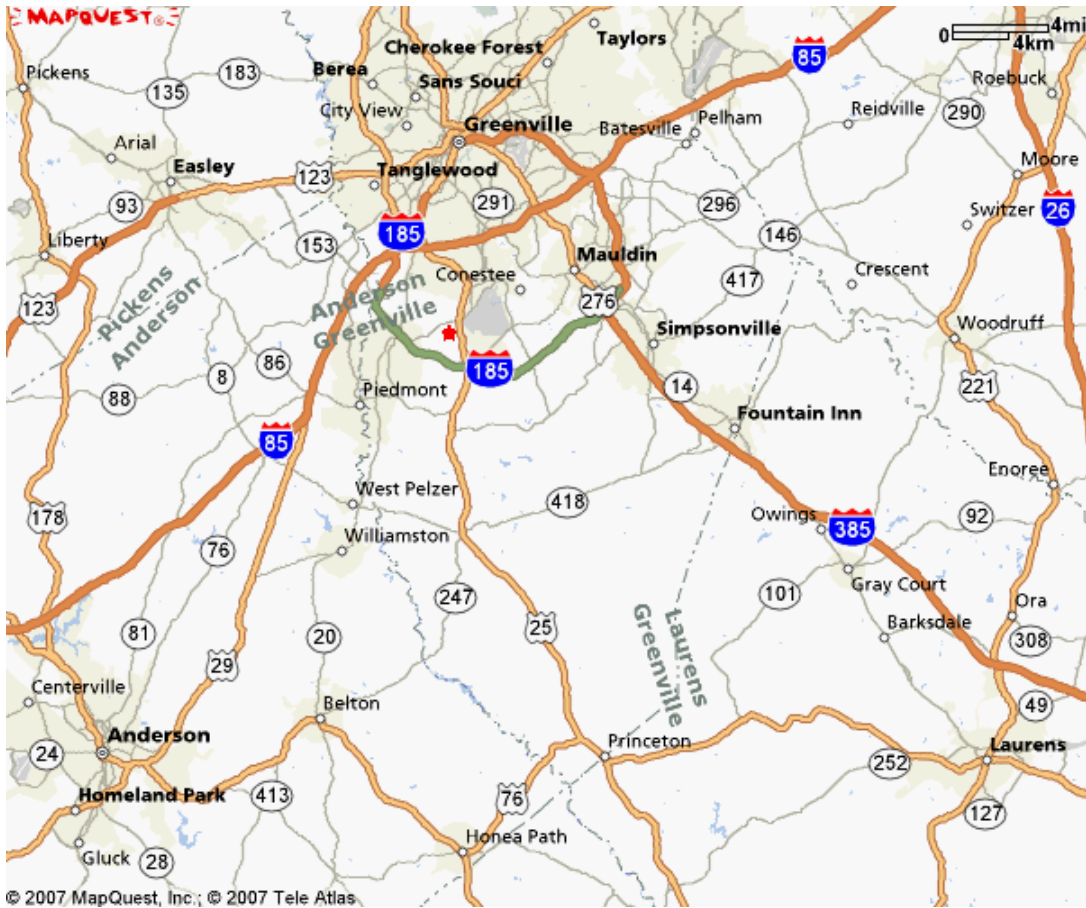 MAPQUEST®
4mi
0
4km
Cherokee Forest
Taylors
85
Pickens
183
135
Berea
Sans Souci
Roebuck
City View
Greenville
Batesville
Pelham
Reidville
290
Arial
Easley
123
Tanglewood
Moore
93
291
296
26
Switzer
Liberty
153
185
146
Conestee
Mauldin
417
Crescent
123
Pickens
Anderson
Anderson
Greenville
276
Simpsonville
Woodruff
86
8
185
88
Piedmont
14
221
85
Fountain Inn
Enoree
178
West Pelzer
418
Owings
92
76
Williamston
385
247
101
Gray Court
81
20
25
Laurens
Greenville
Barksdale
Ora
308
29
Centerville
Belton
49
24
Anderson
Princeton
Laurens
252
Homeland Park
413
76
127
Gluck
28
Honea Path
© 2007 MapQuest, Inc.; © 2007 Tele Atlas